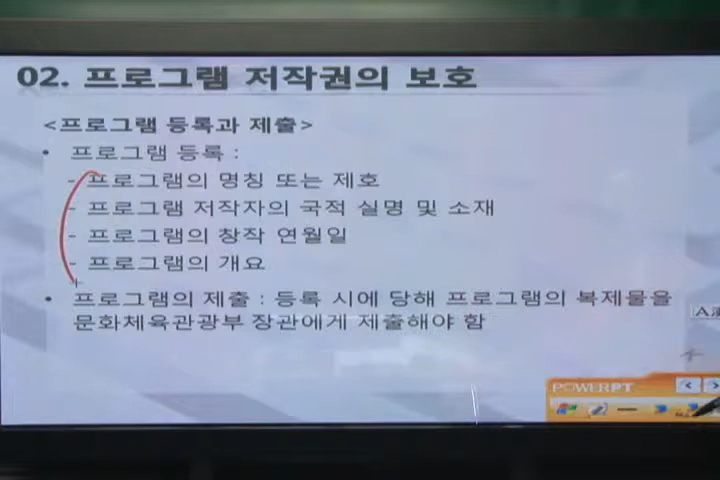 02. 프로그램 저작권의 보호
<프로그램 등록과 제출>
• 프로그램 등록 :
- 프로그램의 명칭 또는 제호
- 프로그램 저작자의 국적 실명 및 소재
- 프로그램의 창작 연월일
- 프로그램의 개요
• 프로그램의 제출 : 등록 시에 당해 프로그램의 복제물을
문화체육관광부 장관에게 제출해야 함
A漢
POWERPT